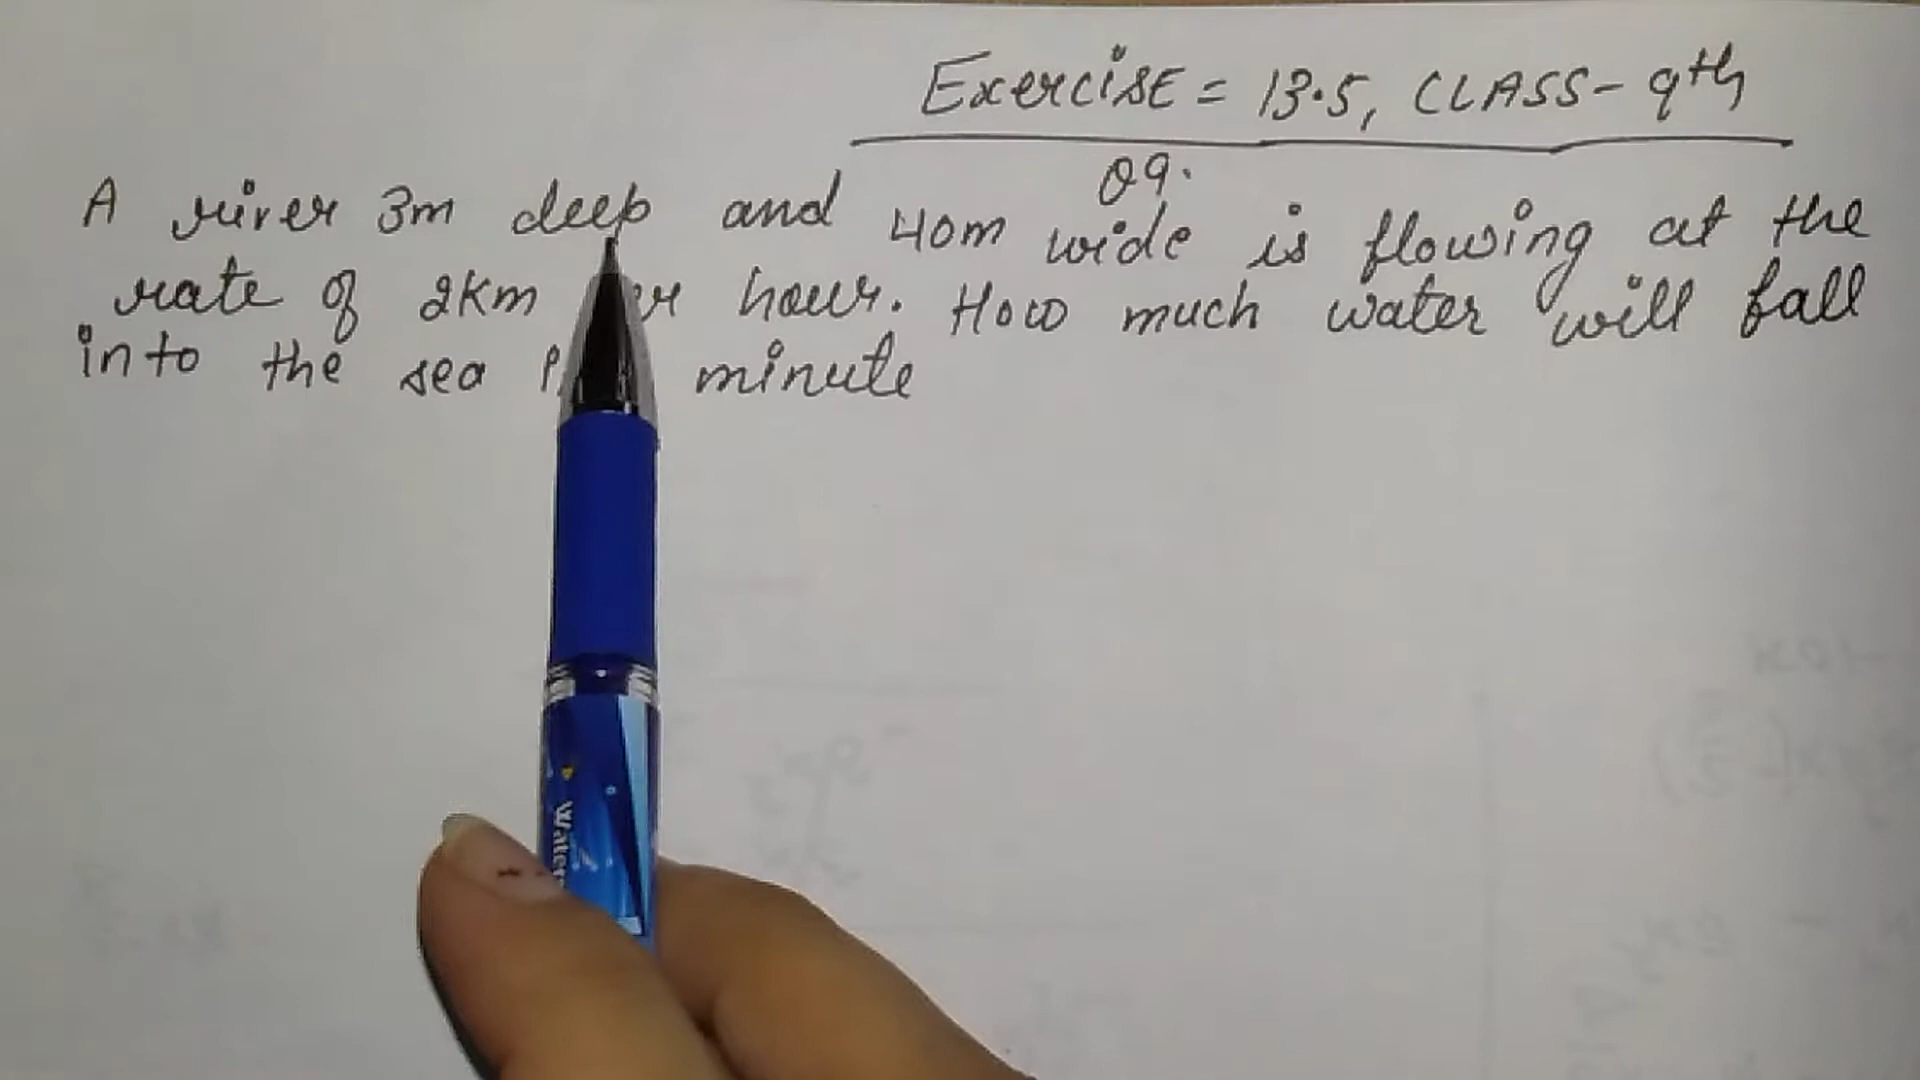 Exercise = 13.5, CLASS - 9th
Q9.
A river 3m deep and 40m wide is flowing at the
rate of 2km hour. How much water will fall
into the sea minute
Water